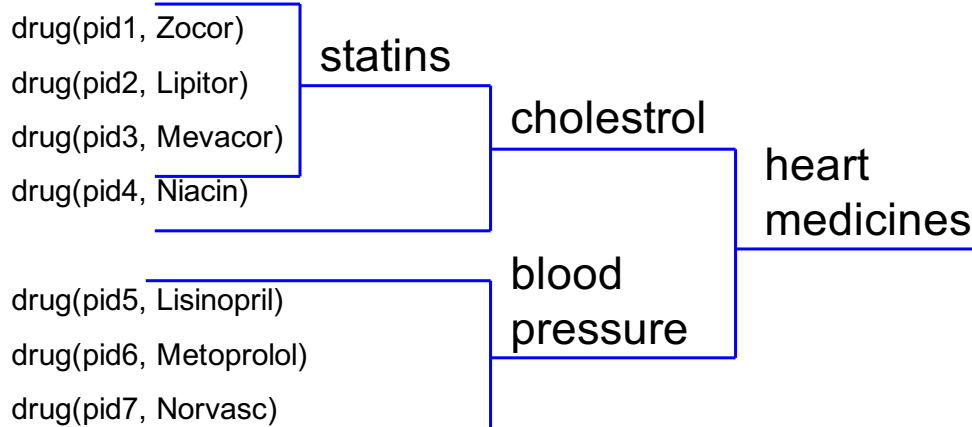 drug(pid1, Zocor)
drug(pid2, Lipitor)
drug(pid3, Mevacor)
drug(pid4, Niacin)
drug(pid5, Lisinopril)
drug(pid6, Metoprolol)
drug(pid7, Norvasc)
statins
cholestrol
blood
pressure
heart
medicines